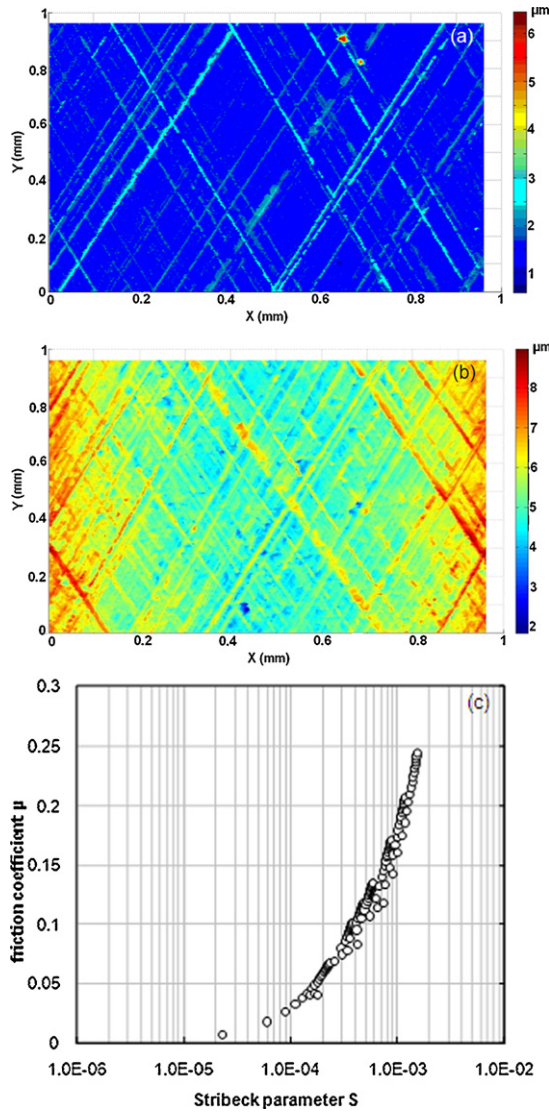 (a)
µm
6
5
4
3
2
1
1
0.8
0.6
0.4
0.2
0
Y (mm)
0.2 0.4 0.6 0.8 1
X (mm)
(b)
µm
8
7
6
5
4
3
2
1
0.8
0.6
0.4
0.2
0
Y (mm)
0 0.2 0.4 0.6 0.8 1
X (mm)
(c)
0.3
0.25
0.2
0.15
0.1
0.05
0
friction coefficient µ
1.0E-06 1.0E-05 1.0E-04 1.0E-03 1.0E-02
Stribeck parameter S